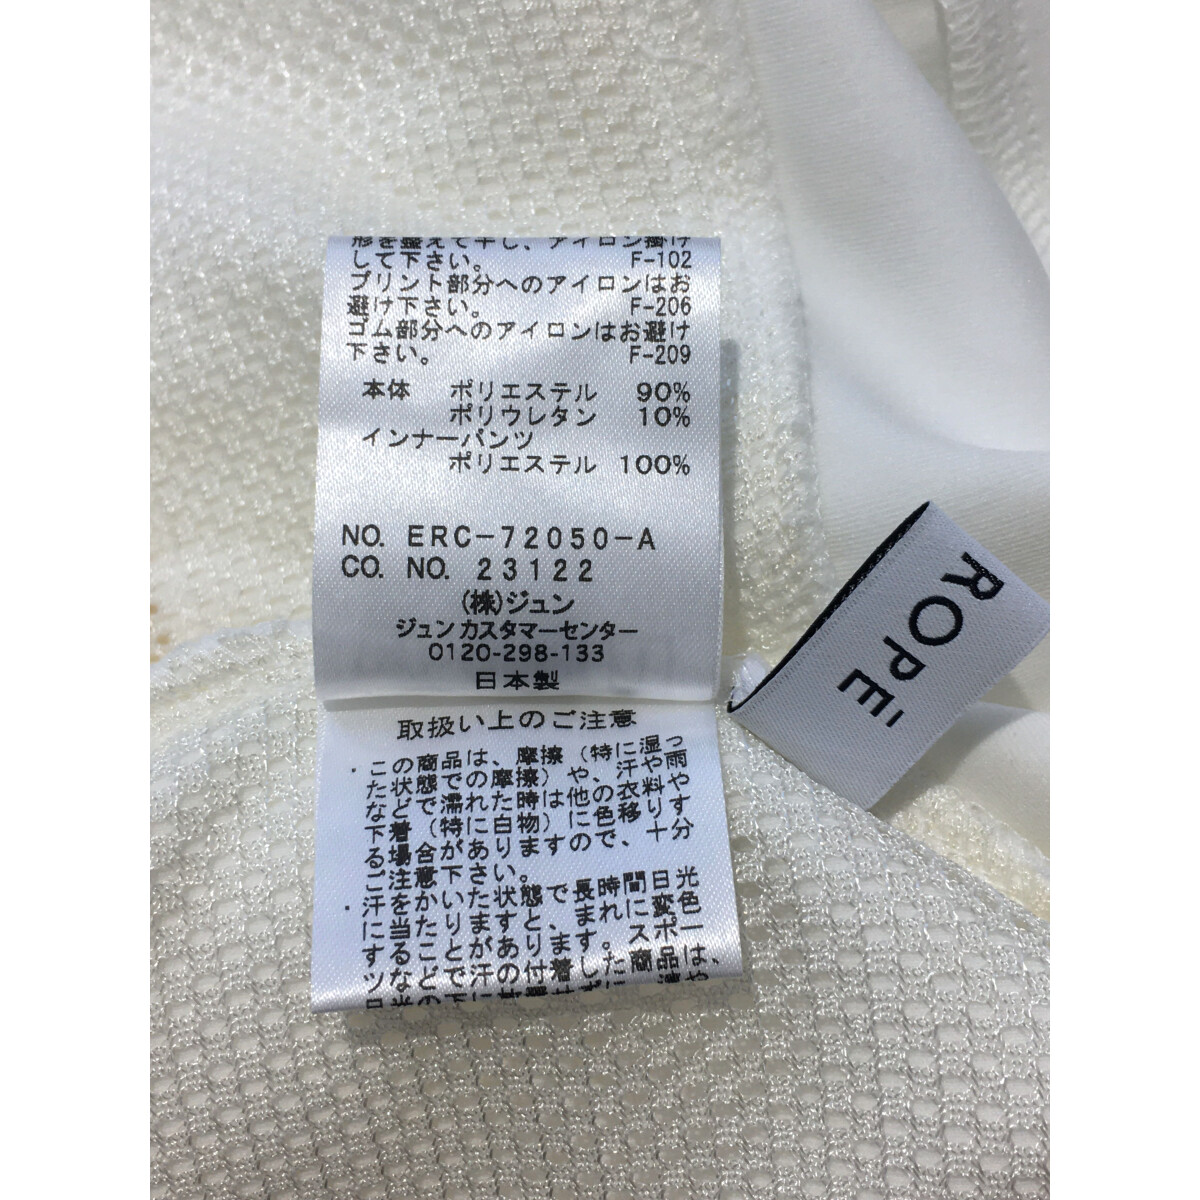 形を整えて干し、アイロン掛け
して下さい。 F-102
プリント部分へのアイロンはお
避け下さい。 F-206
ゴム部分へのアイロンはお避け
下さい。 F-209
本体 ポリエステル 90%
ポリウレタン 10%
インナーパンツ
ポリエステル 100%
NO. ERC-72050-A
CO. NO. 23122
(株)ジュン
ジュン カスタマーセンター
0120-298-133
日本製
取扱い上のご注意
・この商品は、摩擦(特に湿っ
た状態での摩擦)や、汗や雨
などで濡れた時は他の衣料や
下着(特に白物)に色移りす
る場合がありますので、十分
ご注意下さい。
・汗をかいた状態で長時間日光
に当たりますと、まれに変色
することがあります。スポー
ツなどで汗の付着した商品は、
ROPÉ